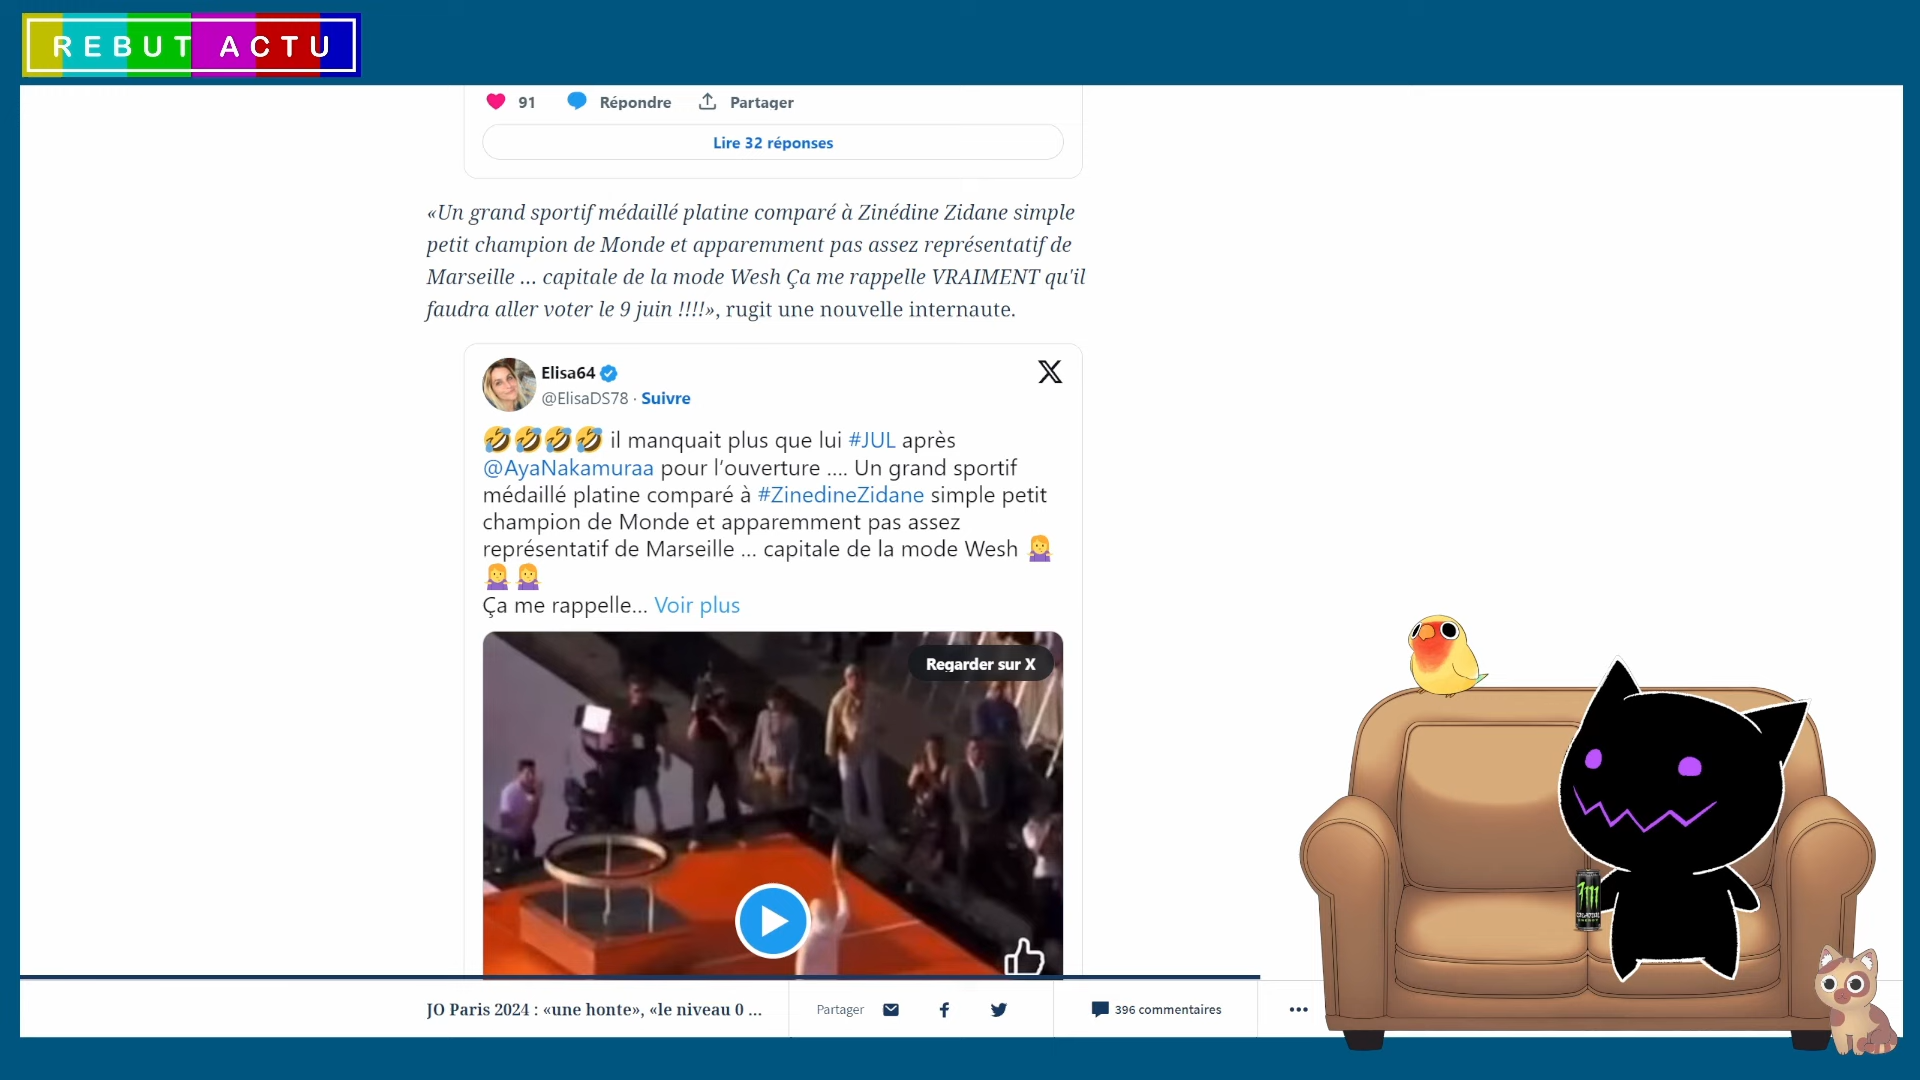 REBUT ACTU
91 Répondre Partager
Lire 32 réponses
«Un grand sportif médaillé platine comparé à Zinédine Zidane simple
petit champion de Monde et apparemment pas assez représentatif de
Marseille ... capitale de la mode Wesh Ça me rappelle VRAIMENT qu'il
faudra aller voter le 9 juin !!!!», rugit une nouvelle internaute.
Elisa64
@ElisaDS78 · Suivre
🤣🤣🤣🤣 il manquait plus que lui #JUL après
@AyaNakamuraa pour l’ouverture .... Un grand sportif
médaillé platine comparé à #ZinedineZidane simple petit
champion de Monde et apparemment pas assez
représentatif de Marseille ... capitale de la mode Wesh 🤷‍♀️
🤷‍♀️🤷‍♀️
Ça me rappelle... Voir plus
Regarder sur X
JO Paris 2024 : «une honte», «le niveau 0 ...
Partager
396 commentaires